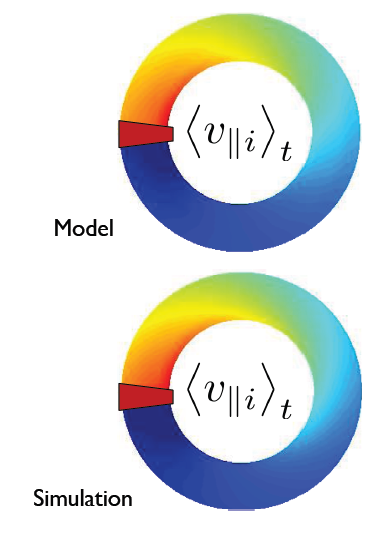 ⟨v∥i⟩t
Model
⟨v∥i⟩t
Simulation